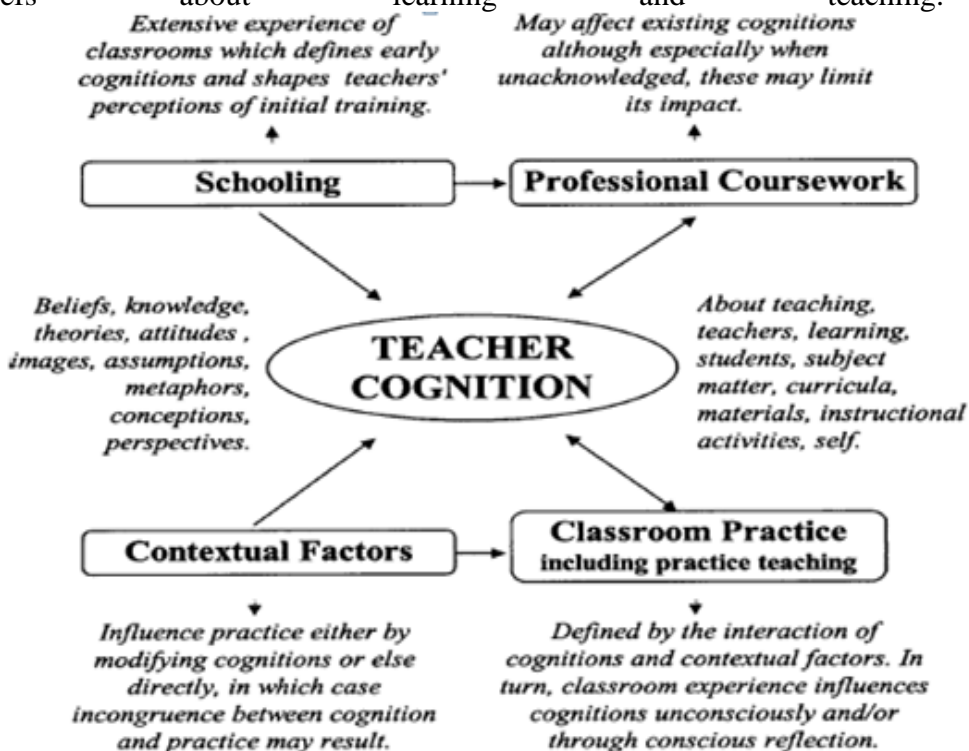 about learning and teaching.
Extensive experience of
classrooms which defines early
cognitions and shapes teachers'
perceptions of initial training.
May affect existing cognitions
although especially when
unacknowledged, these may limit
its impact.
Schooling
Professional Coursework
Beliefs, knowledge,
theories, attitudes ,
images, assumptions,
metaphors,
conceptions,
perspectives.
TEACHER
COGNITION
About teaching,
teachers, learning,
students, subject
matter, curricula,
materials, instructional
activities, self.
Contextual Factors
Classroom Practice
including practice teaching
Influence practice either by
modifying cognitions or else
directly, in which case
incongruence between cognition
and practice may result.
Defined by the interaction of
cognitions and contextual factors. In
turn, classroom experience influences
cognitions unconsciously and/or
through conscious reflection.